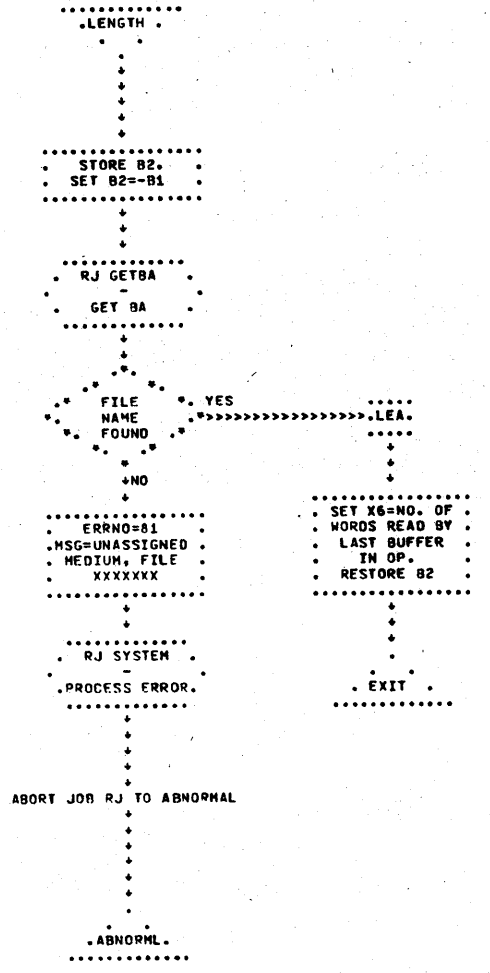 LENGTH
STORE B2.
SET B2=-B1
RJ GETBA
-
GET BA
FILE
NAME
FOUND
YES
LEA
NO
ERRNO=81
MSG=UNASSIGNED
MEDIUM, FILE
XXXXXXX
SET X6=NO. OF
WORDS READ BY
LAST BUFFER
IN OP.
RESTORE B2
RJ SYSTEM
-
PROCESS ERROR
EXIT
ABORT JOB RJ TO ABNORMAL
ABNORML